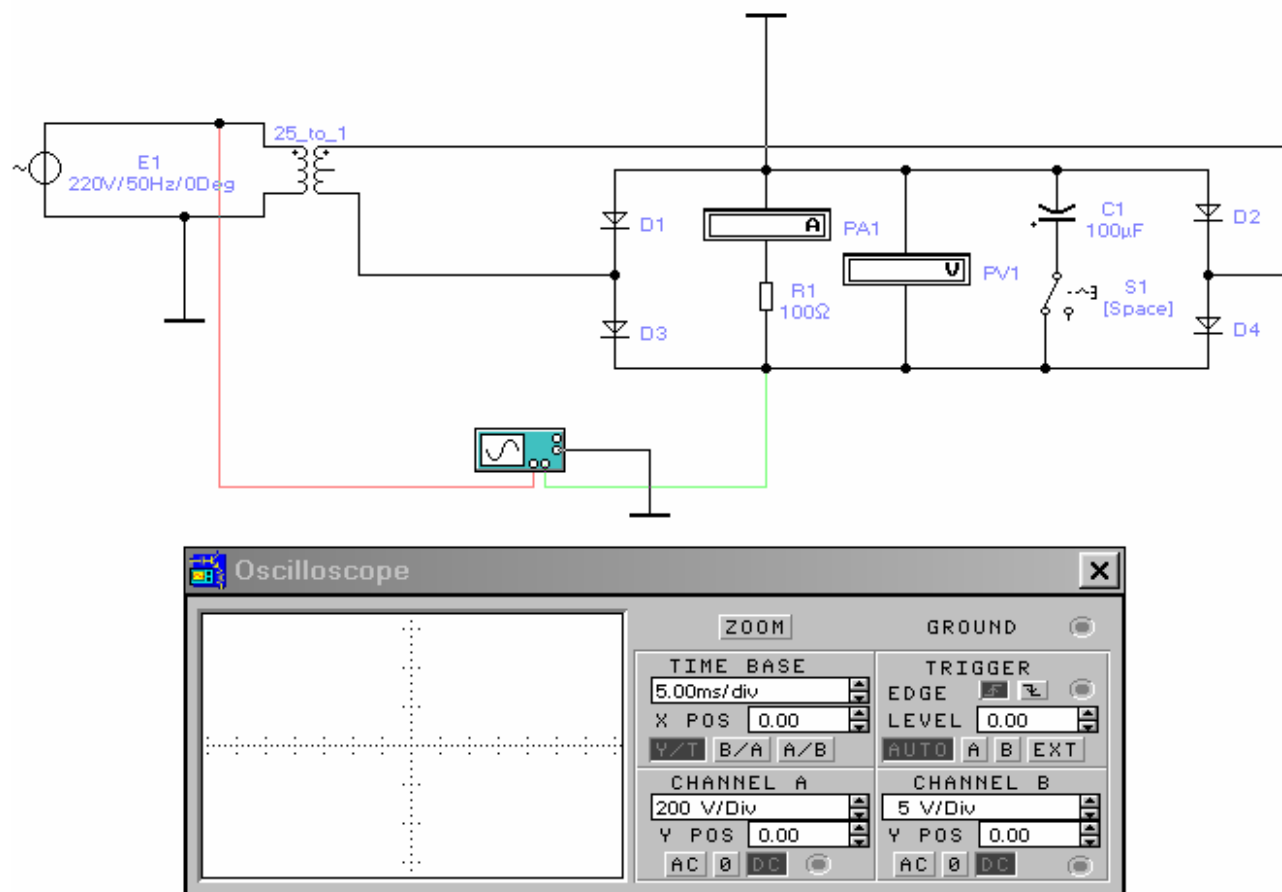 25_to_1
~
E1
220V/50Hz/0Deg
D1
A
PA1
C1
100µF
D2
V
PV1
R1
100Ω
S1
[Space]
D3
D4
Oscilloscope
ZOOM
GROUND
TIME BASE
5.00ms/div
X POS 0.00
Y/T B/A A/B
TRIGGER
EDGE
LEVEL 0.00
AUTO A B EXT
CHANNEL A
200 V/Div
Y POS 0.00
AC 0 DC
CHANNEL B
5 V/Div
Y POS 0.00
AC 0 DC